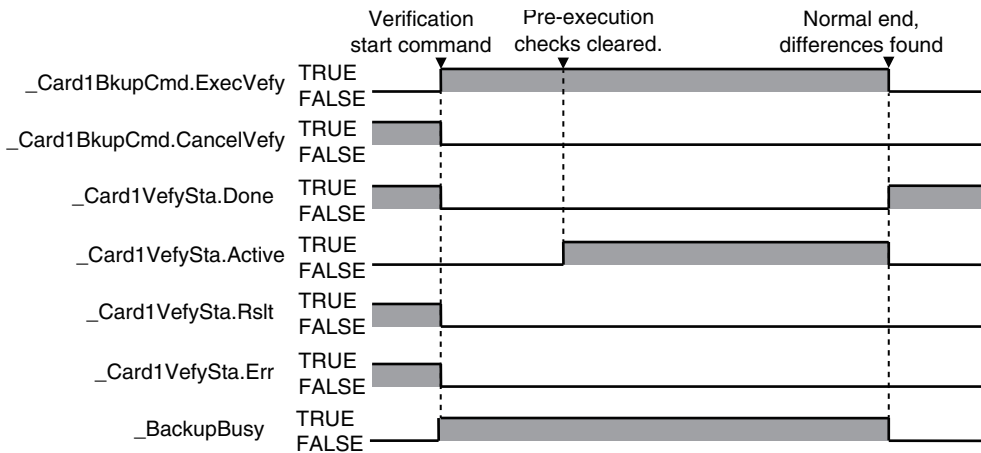 Verification
start command
Pre-execution
checks cleared.
Normal end,
differences found
_Card1BkupCmd.ExecVefy
TRUE
FALSE
_Card1BkupCmd.CancelVefy
TRUE
FALSE
_Card1VefySta.Done
TRUE
FALSE
_Card1VefySta.Active
TRUE
FALSE
_Card1VefySta.Rslt
TRUE
FALSE
_Card1VefySta.Err
TRUE
FALSE
_BackupBusy
TRUE
FALSE